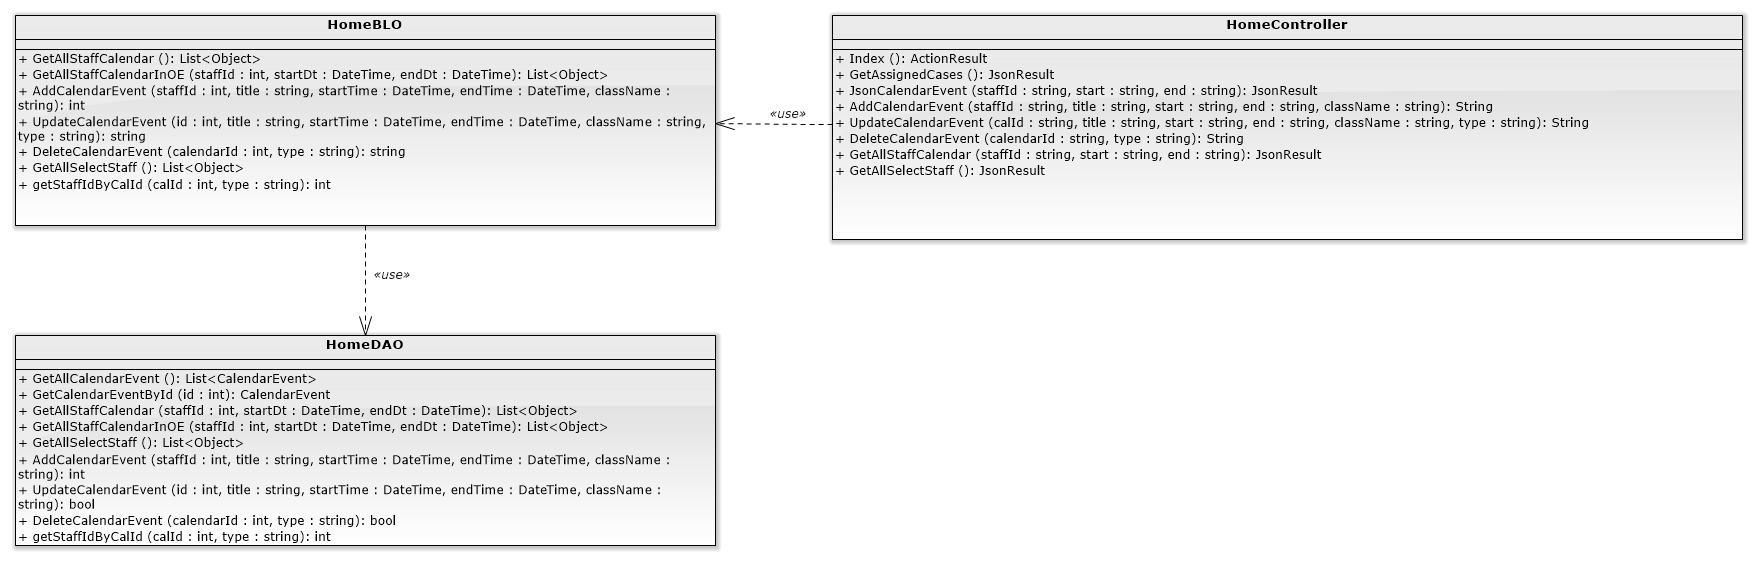 HomeBLO
+ GetAllStaffCalendar (): List<Object>
+ GetAllStaffCalendarInOE (staffId : int, startDt : DateTime, endDt : DateTime): List<Object>
+ AddCalendarEvent (staffId : int, title : string, startTime : DateTime, endTime : DateTime, className :
string): int
+ UpdateCalendarEvent (id : int, title : string, startTime : DateTime, endTime : DateTime, className : string,
type : string): string
+ DeleteCalendarEvent (calendarId : int, type : string): string
+ GetAllSelectStaff (): List<Object>
+ getStaffIdByCalId (calId : int, type : string): int
«use»
HomeController
+ Index (): ActionResult
+ GetAssignedCases (): JsonResult
+ JsonCalendarEvent (staffId : string, start : string, end : string): JsonResult
+ AddCalendarEvent (staffId : string, title : string, start : string, end : string, className : string): String
+ UpdateCalendarEvent (calId : string, title : string, start : string, end : string, className : string, type : string): String
+ DeleteCalendarEvent (calendarId : string, type : string): String
+ GetAllStaffCalendar (staffId : string, start : string, end : string): JsonResult
+ GetAllSelectStaff (): JsonResult
«use»
HomeDAO
+ GetAllCalendarEvent (): List<CalendarEvent>
+ GetCalendarEventById (id : int): CalendarEvent
+ GetAllStaffCalendar (staffId : int, startDt : DateTime, endDt : DateTime): List<Object>
+ GetAllStaffCalendarInOE (staffId : int, startDt : DateTime, endDt : DateTime): List<Object>
+ GetAllSelectStaff (): List<Object>
+ AddCalendarEvent (staffId : int, title : string, startTime : DateTime, endTime : DateTime, className :
string): int
+ UpdateCalendarEvent (id : int, title : string, startTime : DateTime, endTime : DateTime, className :
string): bool
+ DeleteCalendarEvent (calendarId : int, type : string): bool
+ getStaffIdByCalId (calId : int, type : string): int